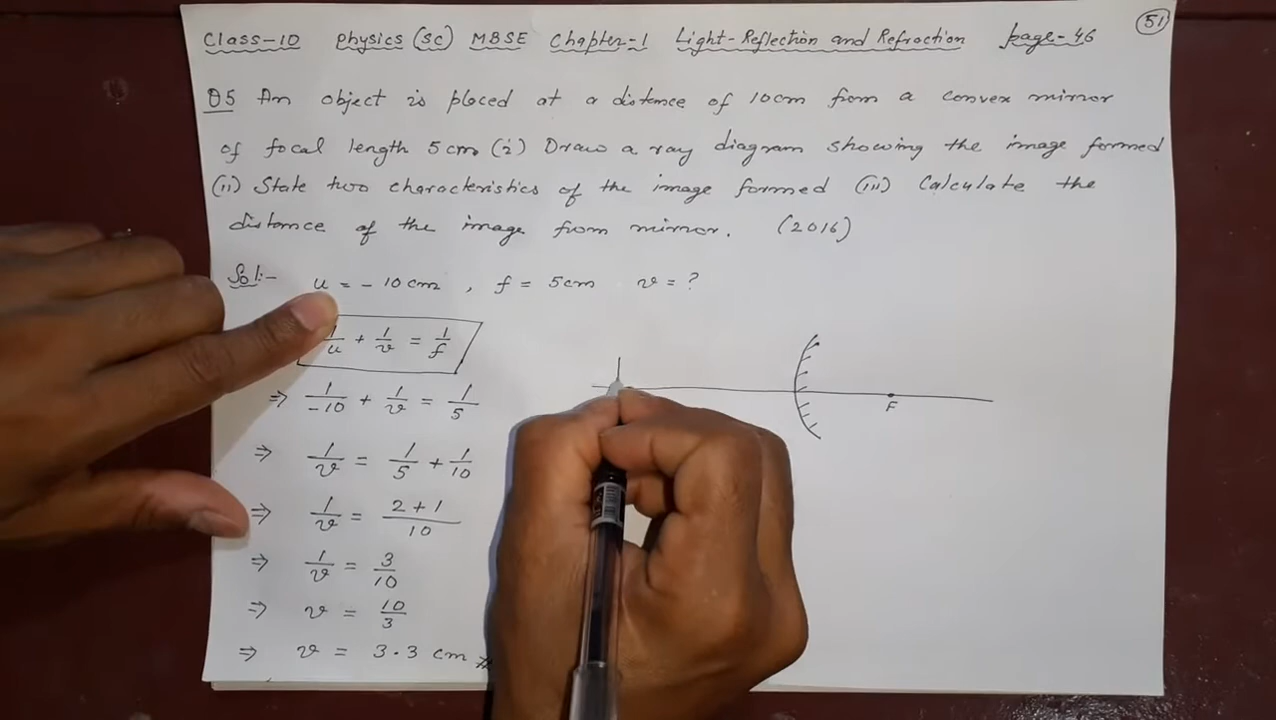 51
Class-10 Physics (SC) MBSE Chapter-1 Light-Reflection and Refraction page-46
Q5 An object is placed at a distance of 10cm from a convex mirror
of focal length 5cm (i) Draw a ray diagram showing the image formed
(ii) State two characteristics of the image formed (iii) Calculate the
distance of the image from mirror. (2016)
Sol:- u = - 10cm , f = 5cm v = ?
1/u + 1/v = 1/f
⇒ 1/-10 + 1/v = 1/5
⇒ 1/v = 1/5 + 1/10
⇒ 1/v = 2+1/10
⇒ 1/v = 3/10
⇒ v = 10/3
⇒ v = 3.3 cm
F